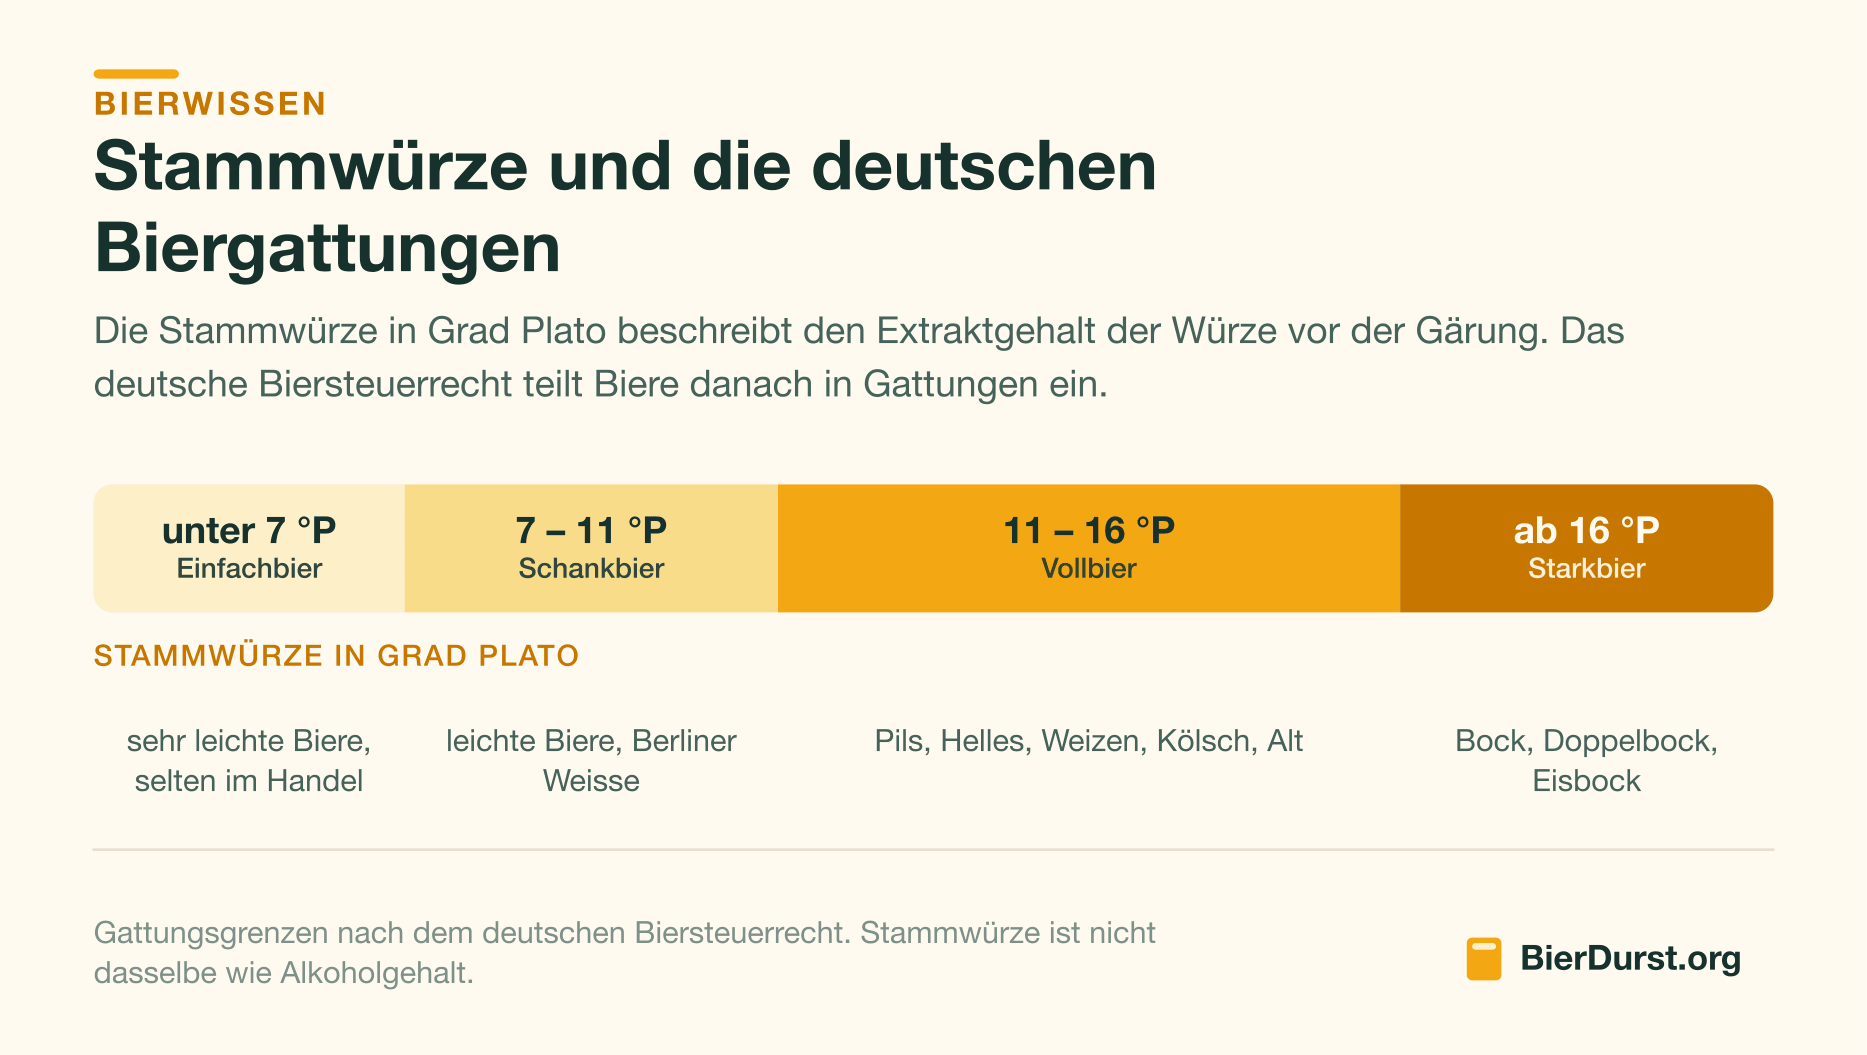 BIERWISSEN
Stammwürze und die deutschen
Biergattungen
Die Stammwürze in Grad Plato beschreibt den Extraktgehalt der Würze vor der Gärung. Das
deutsche Biersteuerrecht teilt Biere danach in Gattungen ein.
unter 7 °P
Einfachbier
7 – 11 °P
Schankbier
11 – 16 °P
Vollbier
ab 16 °P
Starkbier
STAMMWÜRZE IN GRAD PLATO
sehr leichte Biere,
selten im Handel
leichte Biere, Berliner
Weisse
Pils, Helles, Weizen, Kölsch, Alt
Bock, Doppelbock,
Eisbock
Gattungsgrenzen nach dem deutschen Biersteuerrecht. Stammwürze ist nicht
dasselbe wie Alkoholgehalt.
BierDurst.org